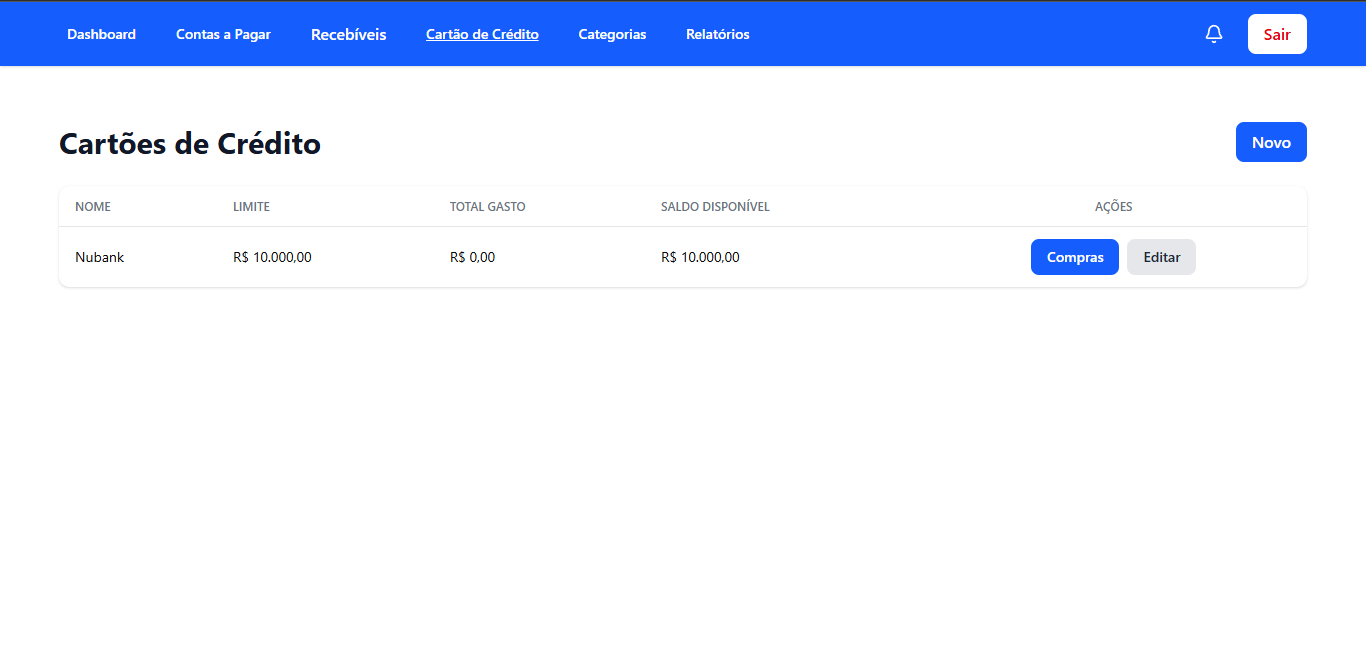 Dashboard Contas a Pagar Recebíveis Cartão de Crédito Categorias Relatórios Sair
Cartões de Crédito Novo
NOME LIMITE TOTAL GASTO SALDO DISPONÍVEL AÇÕES
Nubank R$ 10.000,00 R$ 0,00 R$ 10.000,00 Compras Editar